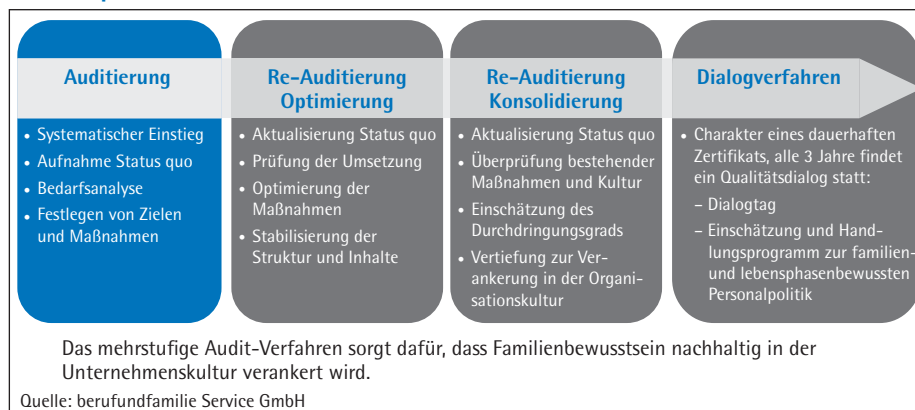 Auditierung
• Systematischer Einstieg
• Aufnahme Status quo
• Bedarfsanalyse
• Festlegen von Zielen
und Maßnahmen
Re-Auditierung
Optimierung
• Aktualisierung Status quo
• Prüfung der Umsetzung
• Optimierung der
Maßnahmen
• Stabilisierung der
Struktur und Inhalte
Re-Auditierung
Konsolidierung
• Aktualisierung Status quo
• Überprüfung bestehender
Maßnahmen und Kultur
• Einschätzung des
Durchdringungsgrads
• Vertiefung zur Ver-
ankerung in der Organi-
sationskultur
Dialogverfahren
• Charakter eines dauerhaften
Zertifikats, alle 3 Jahre findet
ein Qualitätsdialog statt:
– Dialogtag
– Einschätzung und Hand-
lungsprogramm zur familien-
und lebensphasenbewussten
Personalpolitik
Das mehrstufige Audit-Verfahren sorgt dafür, dass Familienbewusstsein nachhaltig in der
Unternehmenskultur verankert wird.
Quelle: berufundfamilie Service GmbH